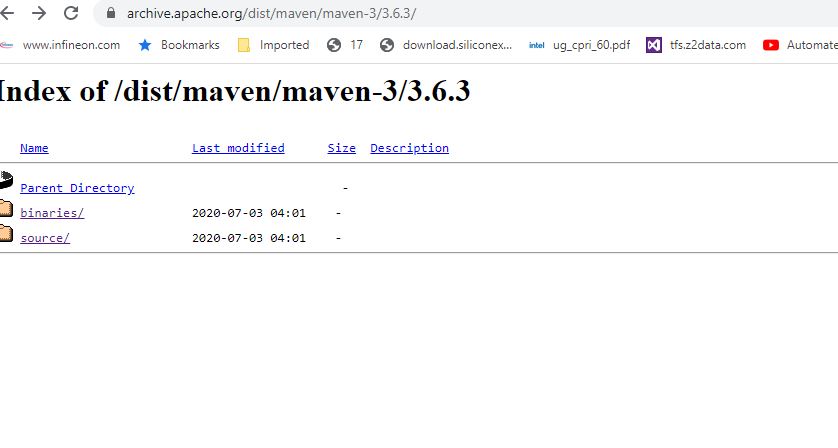 archive.apache.org/dist/maven/maven-3/3.6.3/
www.infineon.com Bookmarks Imported 17 download.siliconex... intel ug_cpri_60.pdf tfs.z2data.com Automate
Index of /dist/maven/maven-3/3.6.3
Name Last modified Size Description
Parent Directory -
binaries/ 2020-07-03 04:01 -
source/ 2020-07-03 04:01 -